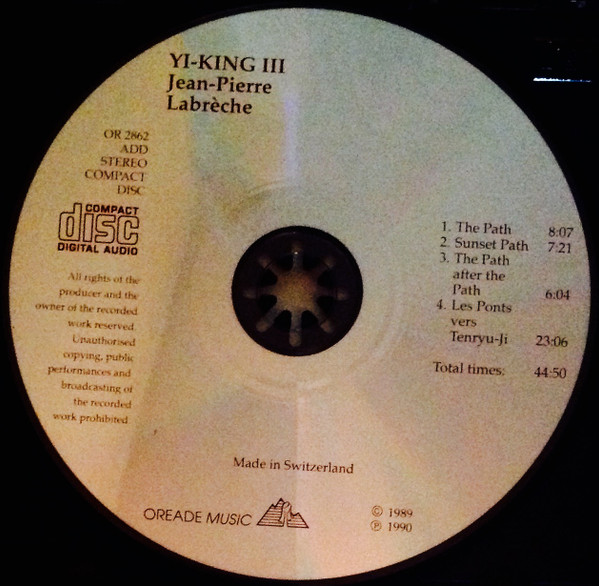 YI-KING III
Jean-Pierre
Labrèche
OR 2862
ADD
STEREO
COMPACT
DISC
COMPACT
disc
DIGITAL AUDIO
All rights of the
producer and the
owner of the recorded
work reserved.
Unauthorised
copying, public
performances and
broadcasting of
the recorded
work prohibited
1. The Path 8:07
2. Sunset Path 7:21
3. The Path
after the
Path 6:04
4. Les Ponts
vers
Tenryu-Ji 23:06
Total times: 44:50
Made in Switzerland
OREADE MUSIC
© 1989
℗ 1990